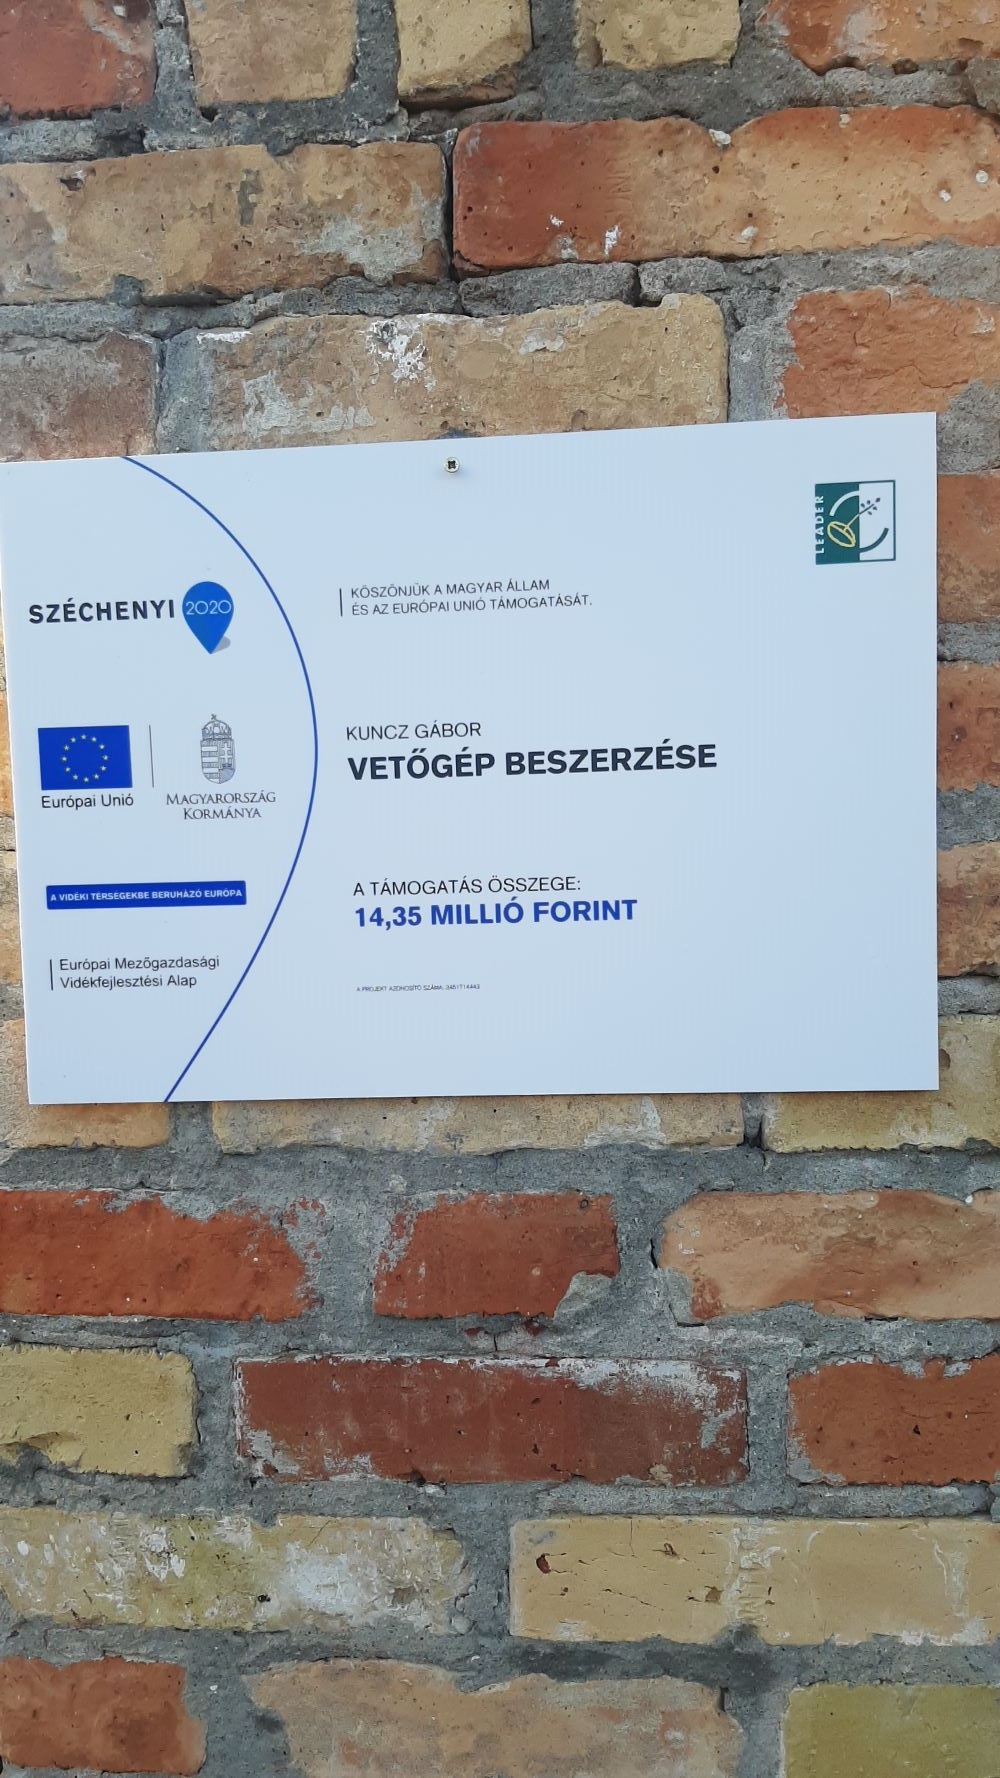 LEADER
SZÉCHENYI 2020
KÖSZÖNJÜK A MAGYAR ÁLLAM
ÉS AZ EURÓPAI UNIÓ TÁMOGATÁSÁT.
Európai Unió
MAGYARORSZÁG
KORMÁNYA
KUNCZ GÁBOR
VETŐGÉP BESZERZÉSE
A VIDÉKI TÉRSÉGEKBE BERUHÁZÓ EURÓPA
Európai Mezőgazdasági
Vidékfejlesztési Alap
A TÁMOGATÁS ÖSSZEGE:
14,35 MILLIÓ FORINT
A PROJEKT AZONOSÍTÓ SZÁMA: